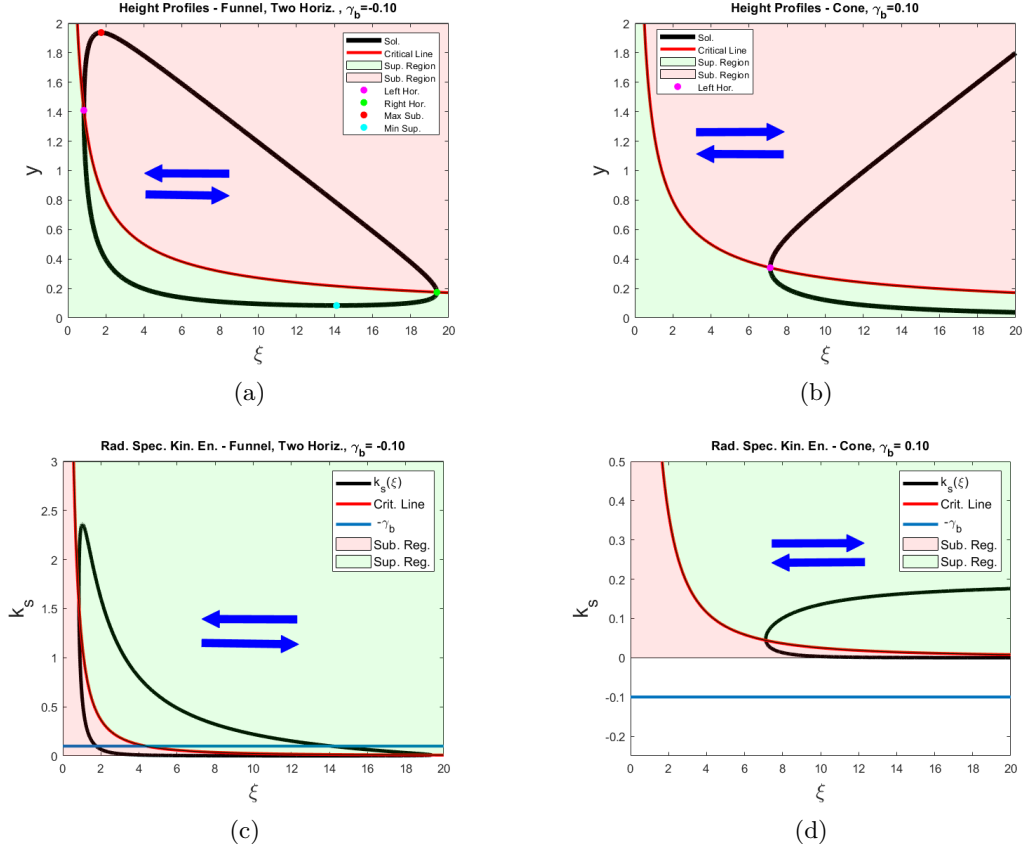 Height Profiles - Funnel, Two Horiz. , γb=-0.10
y
2
1.8
1.6
1.4
1.2
1
0.8
0.6
0.4
0.2
0
Sol.
Critical Line
Sup. Region
Sub. Region
Left Hor.
Right Hor.
Max Sub.
Min Sup.
0 2 4 6 8 10 12 14 16 18 20
ξ
(a)
Height Profiles - Cone, γb=0.10
y
2
1.8
1.6
1.4
1.2
1
0.8
0.6
0.4
0.2
0
Sol.
Critical Line
Sup. Region
Sub. Region
Left Hor.
0 2 4 6 8 10 12 14 16 18 20
ξ
(b)
Rad. Spec. Kin. En. - Funnel, Two Horiz., γb= -0.10
ks
3
2.5
2
1.5
1
0.5
0
ks(ξ)
Crit. Line
-γb
Sub. Reg.
Sup. Reg.
0 2 4 6 8 10 12 14 16 18 20
ξ
(c)
Rad. Spec. Kin. En. - Cone, γb= 0.10
ks
0.5
0.4
0.3
0.2
0.1
0
-0.1
-0.2
ks(ξ)
Crit. Line
-γb
Sub. Reg.
Sup. Reg.
0 2 4 6 8 10 12 14 16 18 20
ξ
(d)